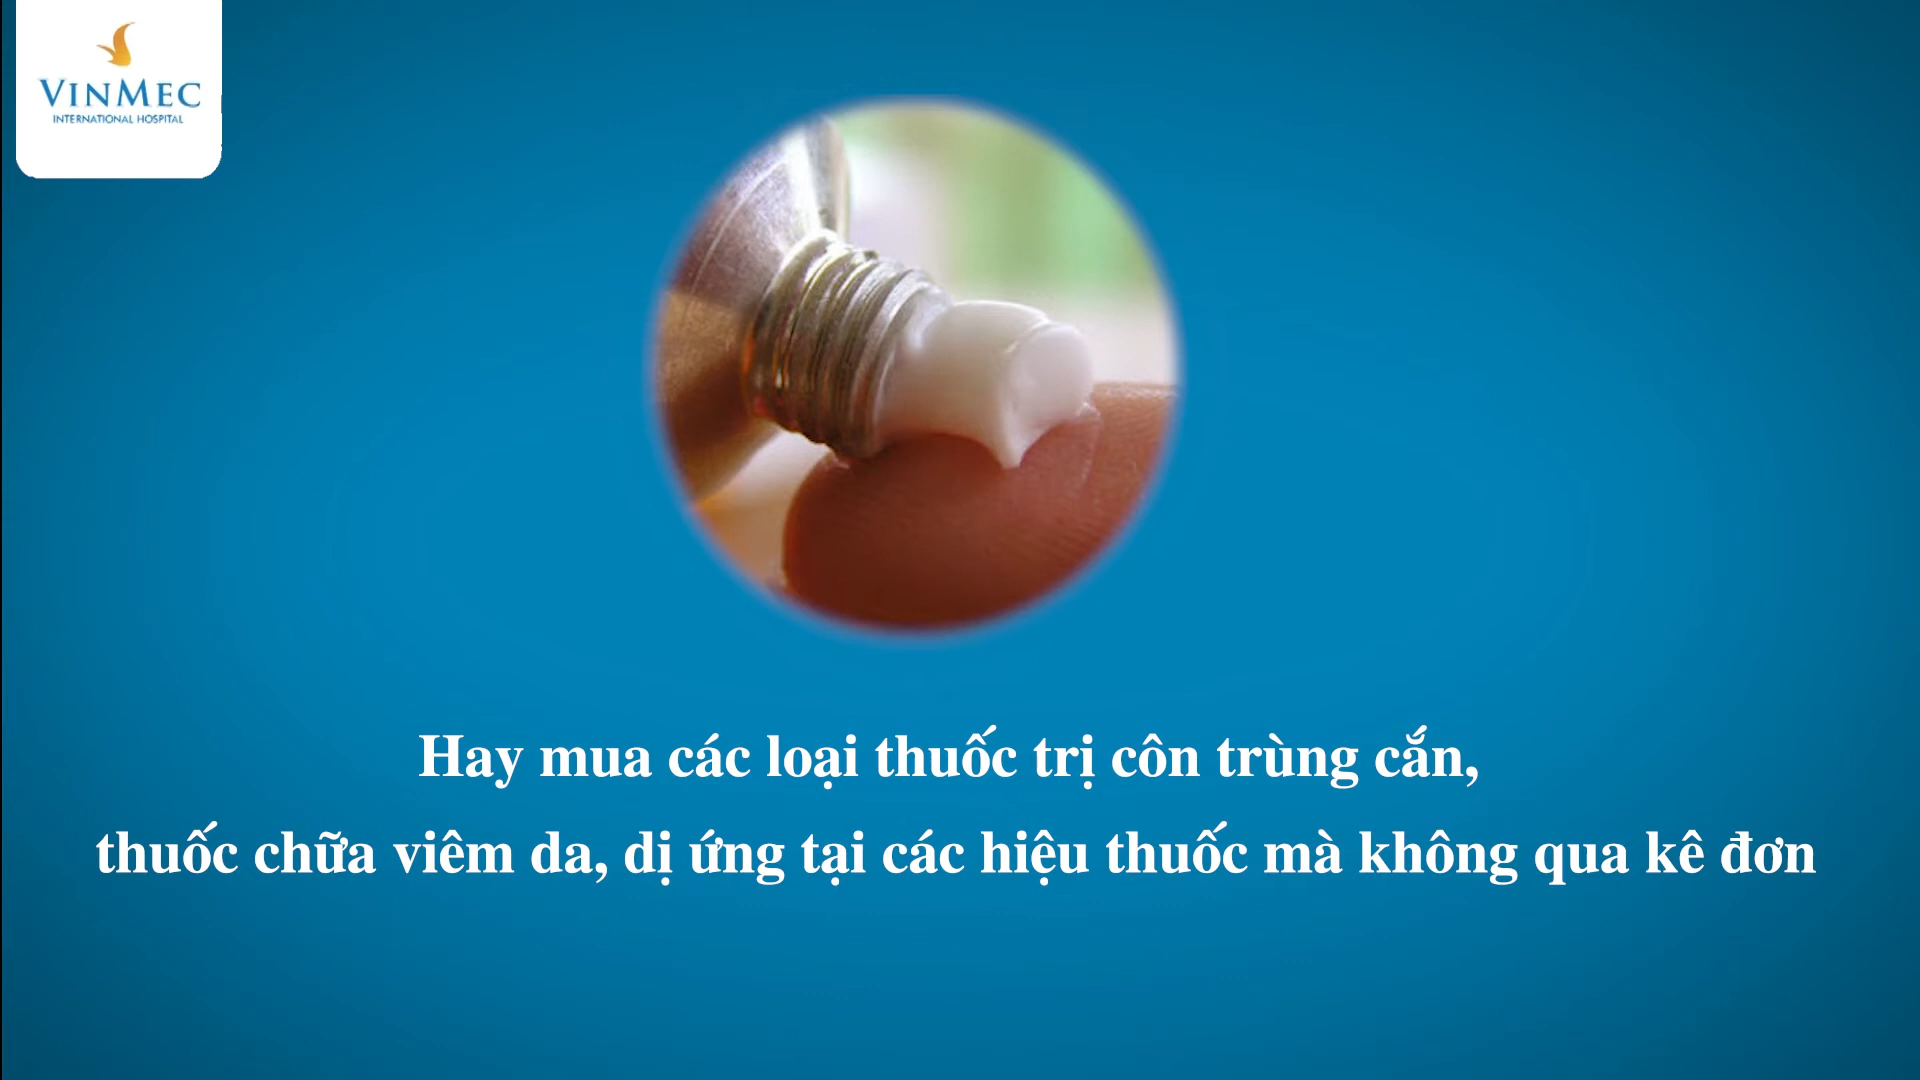 VINMEC
INTERNATIONAL HOSPITAL
Hay mua các loại thuốc trị côn trùng cắn,
thuốc chữa viêm da, dị ứng tại các hiệu thuốc mà không qua kê đơn